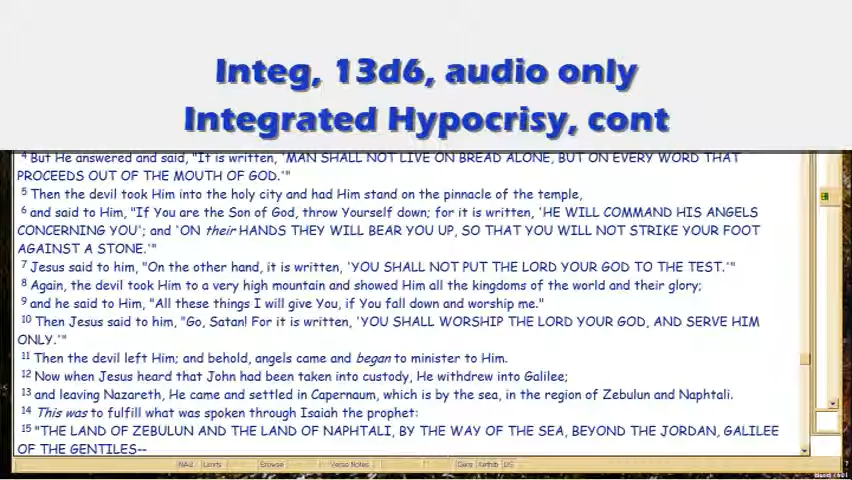 Integ, 13d6, audio only
Integrated Hypocrisy, cont
4 But He answered and said, "It is written, 'MAN SHALL NOT LIVE ON BREAD ALONE, BUT ON EVERY WORD THAT
PROCEEDS OUT OF THE MOUTH OF GOD.'"
5 Then the devil took Him into the holy city and had Him stand on the pinnacle of the temple,
6 and said to Him, "If You are the Son of God, throw Yourself down; for it is written, 'HE WILL COMMAND HIS ANGELS
CONCERNING YOU'; and 'ON their HANDS THEY WILL BEAR YOU UP, SO THAT YOU WILL NOT STRIKE YOUR FOOT
AGAINST A STONE.'"
7 Jesus said to him, "On the other hand, it is written, 'YOU SHALL NOT PUT THE LORD YOUR GOD TO THE TEST.'"
8 Again, the devil took Him to a very high mountain and showed Him all the kingdoms of the world and their glory;
9 and he said to Him, "All these things I will give You, if You fall down and worship me."
10 Then Jesus said to him, "Go, Satan! For it is written, 'YOU SHALL WORSHIP THE LORD YOUR GOD, AND SERVE HIM
ONLY.'"
11 Then the devil left Him; and behold, angels came and began to minister to Him.
12 Now when Jesus heard that John had been taken into custody, He withdrew into Galilee;
13 and leaving Nazareth, He came and settled in Capernaum, which is by the sea, in the region of Zebulun and Naphtali.
14 This was to fulfill what was spoken through Isaiah the prophet:
15 "THE LAND OF ZEBULUN AND THE LAND OF NAPHTALI, BY THE WAY OF THE SEA, BEYOND THE JORDAN, GALILEE
OF THE GENTILES--
Browse Verse Notes